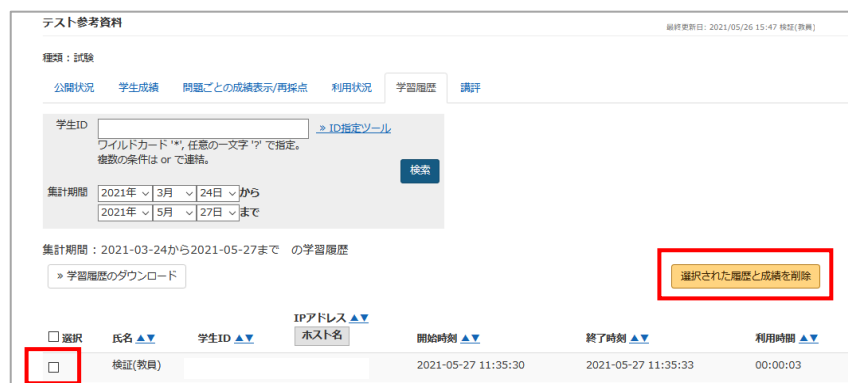 テスト参考資料
最終更新日: 2021/05/26 15:47 検証(教員)
種類：試験
公開状況 学生成績 問題ごとの成績表示/再採点 利用状況 学習履歴 講評
学生ID » ID指定ツール
ワイルドカード '*', 任意の一文字 '?' で指定。
複数の条件は or で連結。
検索
集計期間 2021年 3月 24日 から
2021年 5月 27日 まで
集計期間：2021-03-24から2021-05-27まで の学習履歴
» 学習履歴のダウンロード 選択された履歴と成績を削除
IPアドレス ▲▼
選択 氏名 ▲▼ 学生ID ▲▼ ホスト名 開始時刻 ▲▼ 終了時刻 ▲▼ 利用時間 ▲▼
検証(教員) 2021-05-27 11:35:30 2021-05-27 11:35:33 00:00:03